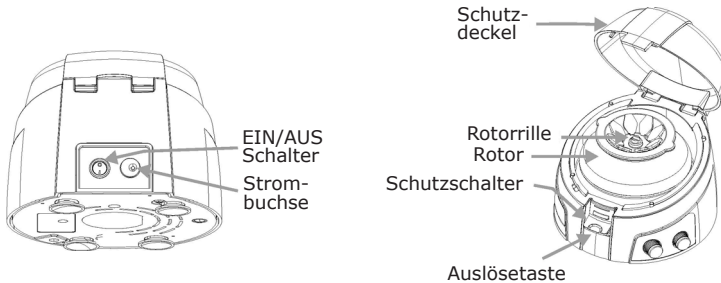 EIN/AUS
Schalter
Strom-
buchse
Schutz-
deckel
Rotorrille
Rotor
Schutzschalter
Auslösetaste